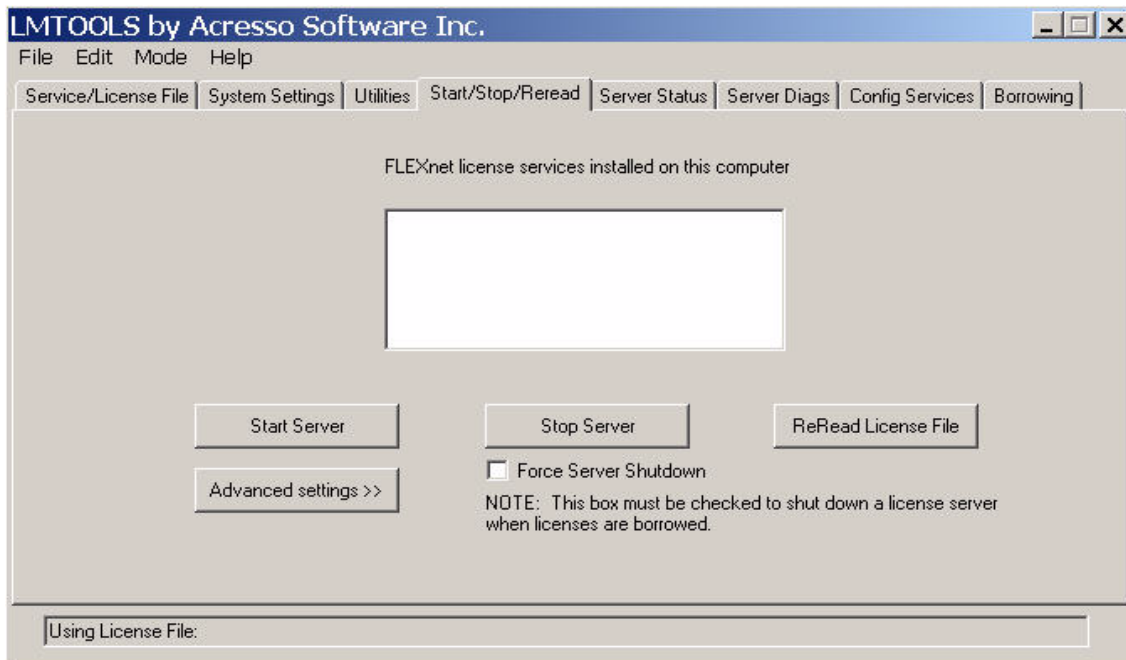 LMTOOLS by Acresso Software Inc.
File Edit Mode Help
Service/License File System Settings Utilities Start/Stop/Reread Server Status Server Diags Config Services Borrowing
FLEXnet license services installed on this computer
Start Server Stop Server ReRead License File
Advanced settings >> Force Server Shutdown
NOTE: This box must be checked to shut down a license server
when licenses are borrowed.
Using License File: